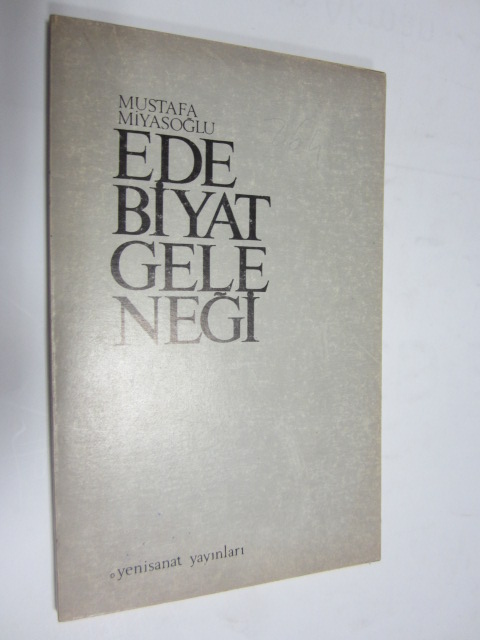 MUSTAFA
MİYASOĞLU
EDE
BİYAT
GELE
NEĞİ
yenisanat yayınları